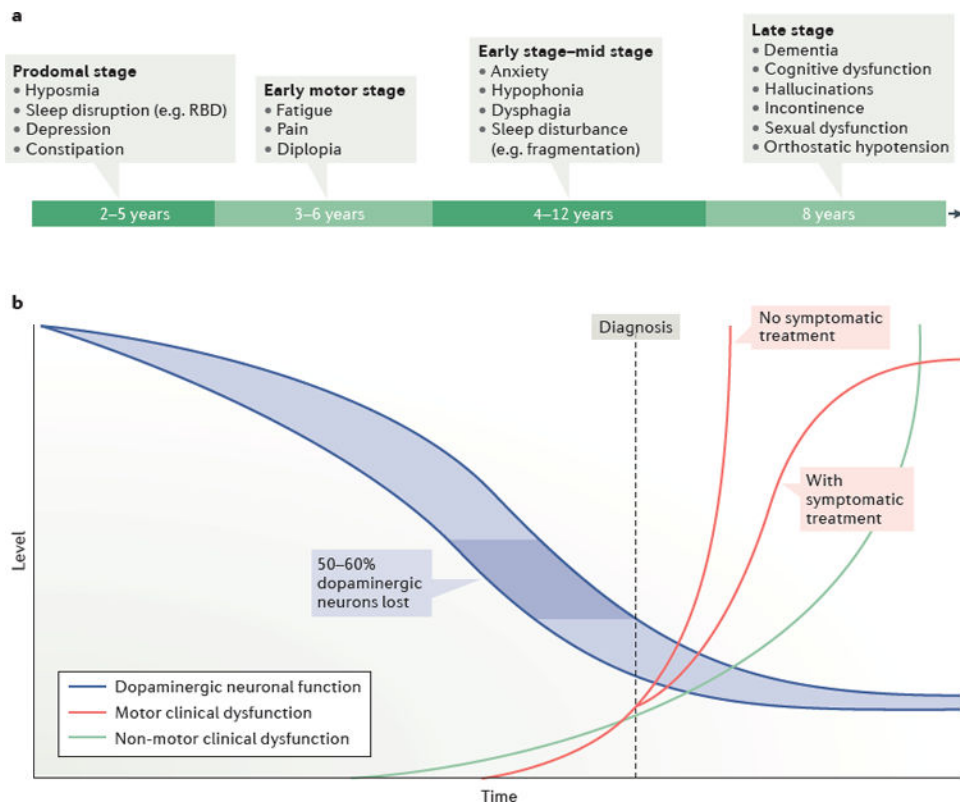 a
Prodomal stage
• Hyposmia
• Sleep disruption (e.g. RBD)
• Depression
• Constipation
Early motor stage
• Fatigue
• Pain
• Diplopia
Early stage–mid stage
• Anxiety
• Hypophonia
• Dysphagia
• Sleep disturbance
(e.g. fragmentation)
Late stage
• Dementia
• Cognitive dysfunction
• Hallucinations
• Incontinence
• Sexual dysfunction
• Orthostatic hypotension
2–5 years
3–6 years
4–12 years
8 years
b
Diagnosis
No symptomatic
treatment
With
symptomatic
treatment
50–60%
dopaminergic
neurons lost
Level
Dopaminergic neuronal function
Motor clinical dysfunction
Non-motor clinical dysfunction
Time